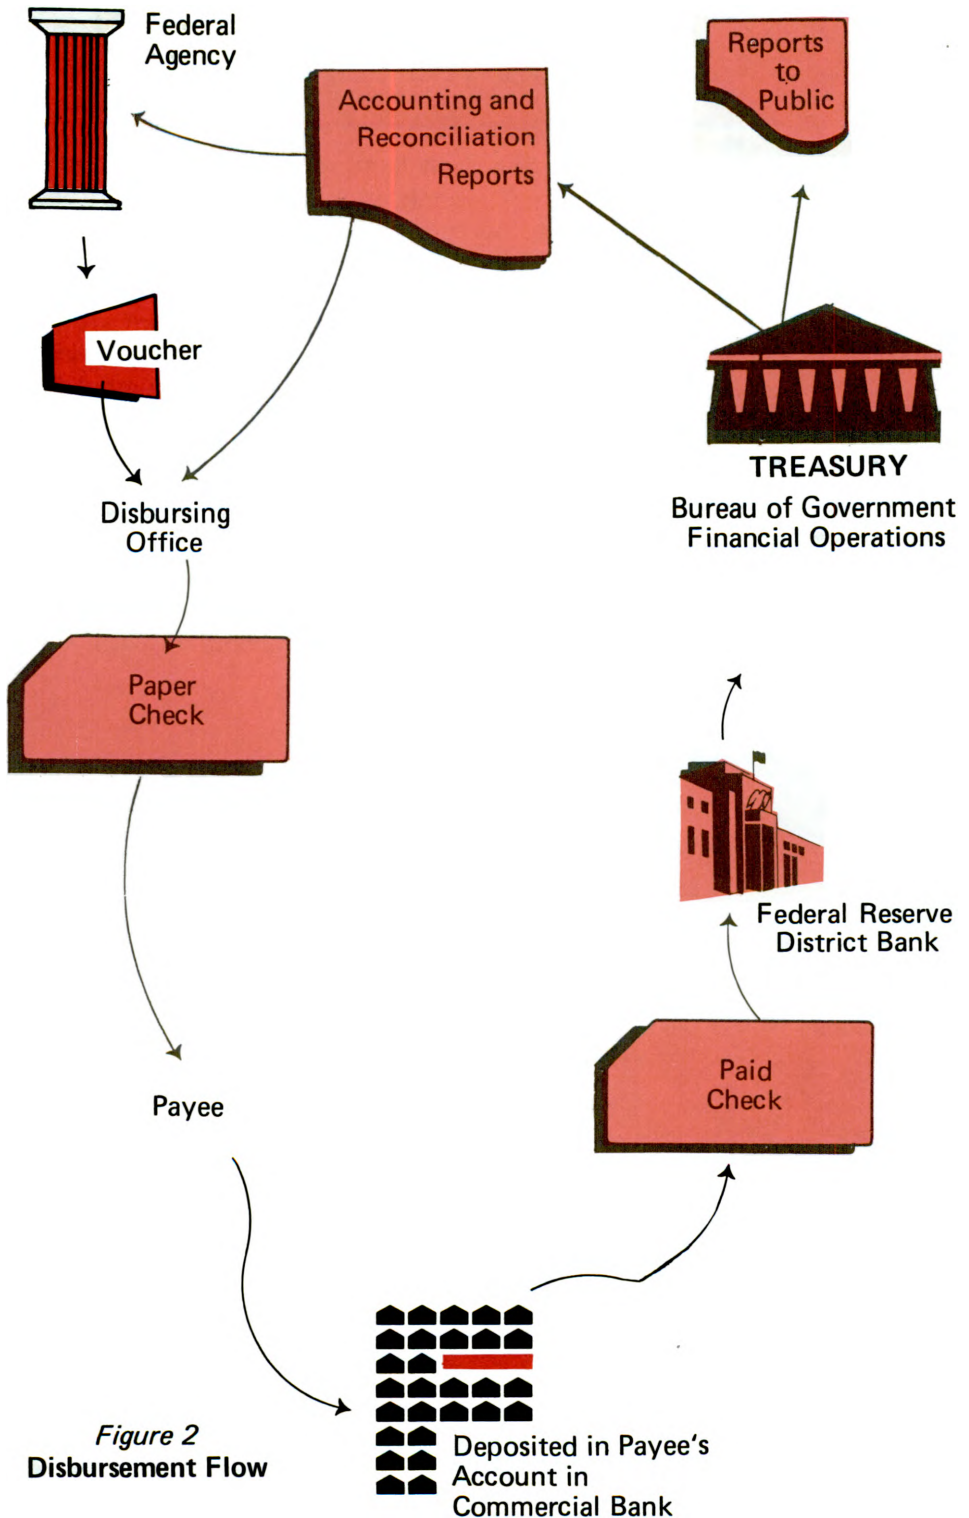 Federal
Agency
Accounting and
Reconciliation
Reports
Reports
to
Public
Voucher
TREASURY
Bureau of Government
Financial Operations
Disbursing
Office
Paper
Check
Federal Reserve
District Bank
Paid
Check
Payee
Deposited in Payee's
Account in
Commercial Bank
Figure 2
Disbursement Flow